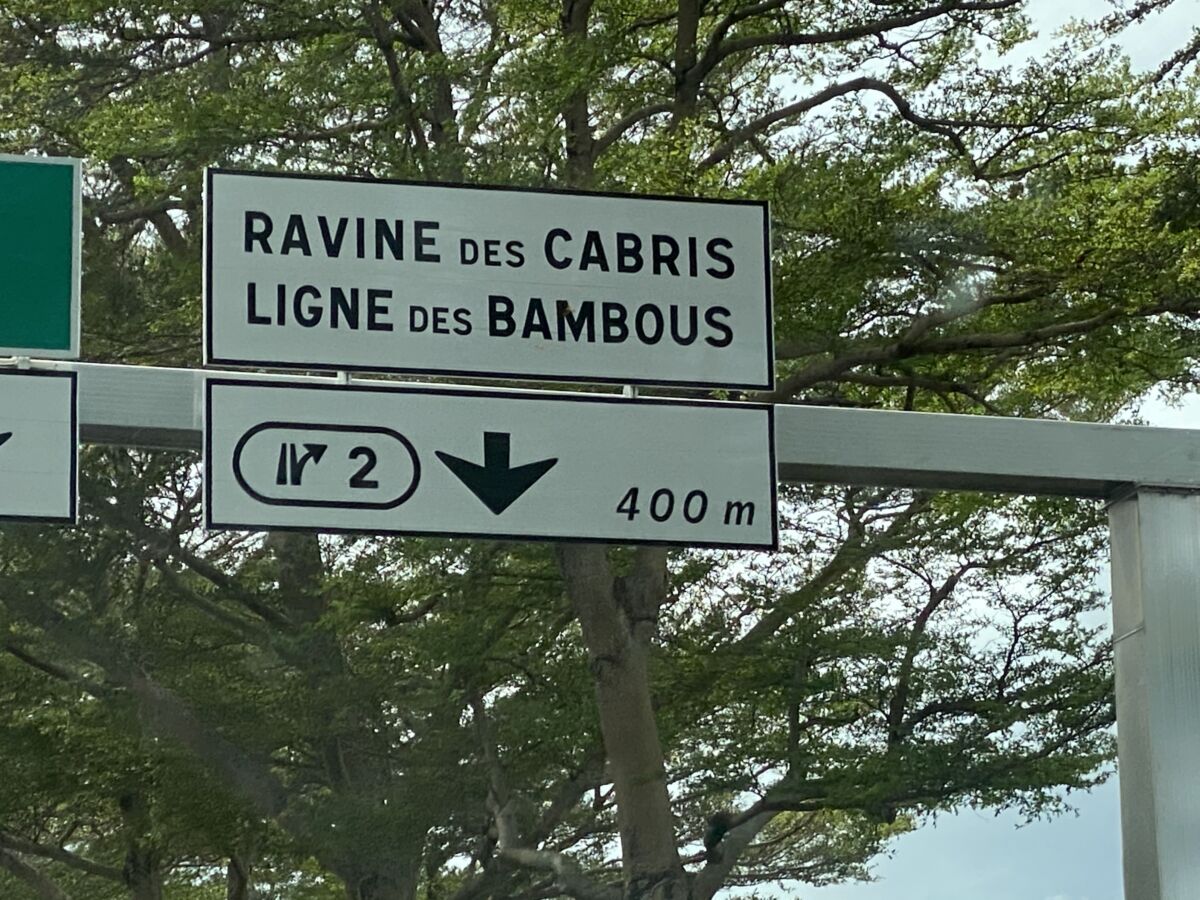 RAVINE DES CABRIS
LIGNE DES BAMBOUS
2
400 m